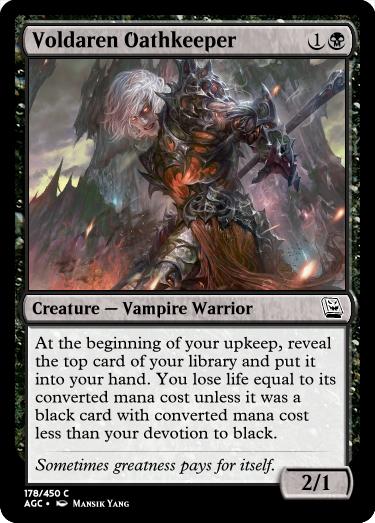 Voldaren Oathkeeper 1
Creature — Vampire Warrior
At the beginning of your upkeep, reveal
the top card of your library and put it
into your hand. You lose life equal to its
converted mana cost unless it was a
black card with converted mana cost
less than your devotion to black.
Sometimes greatness pays for itself.
2/1
178/450 C
AGC • Mansik Yang